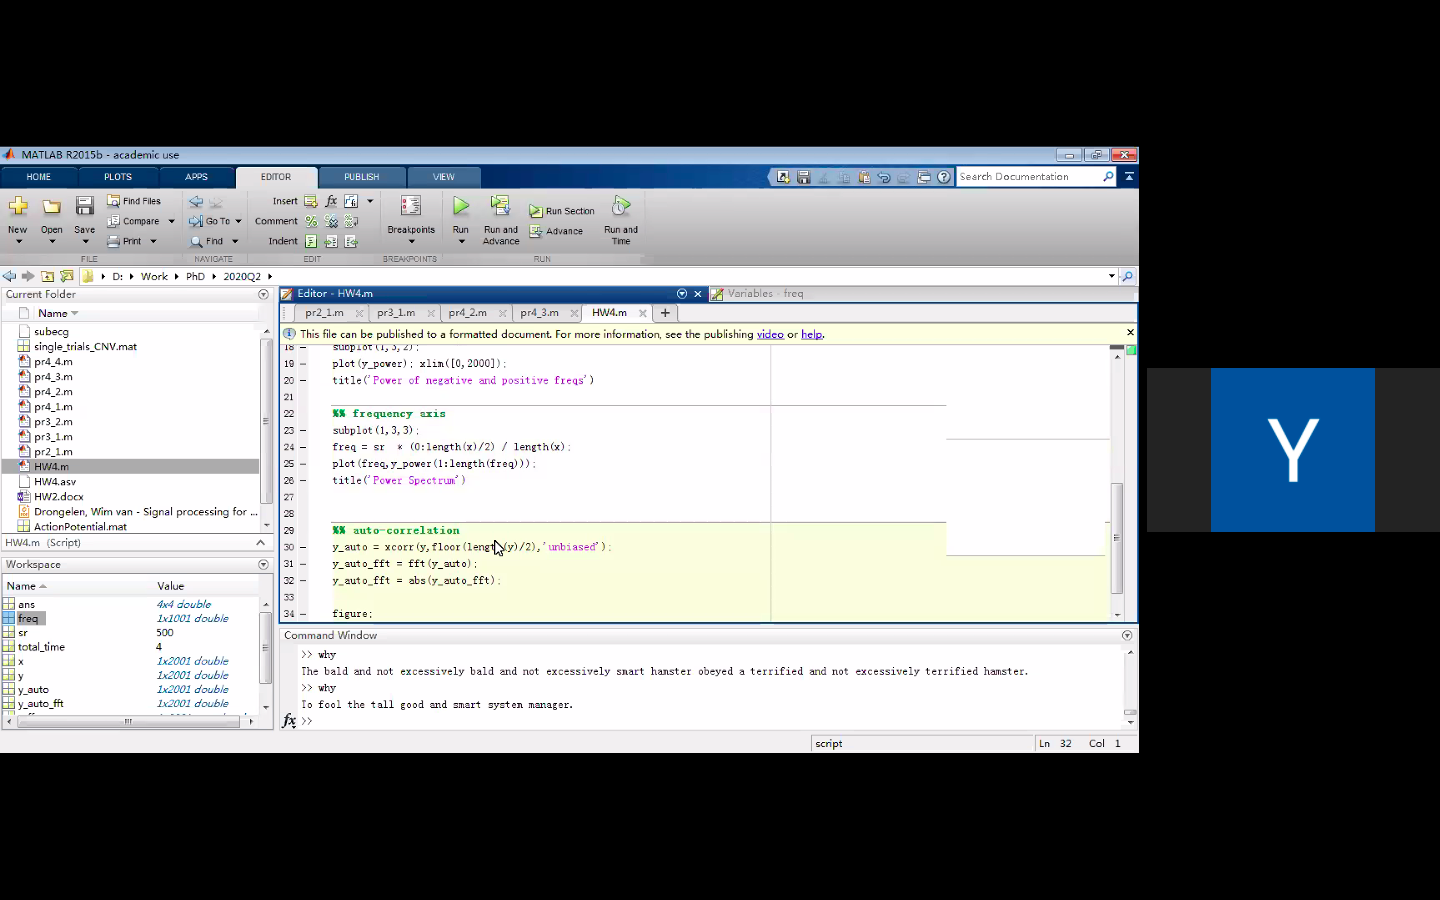 MATLAB R2015b - academic use
HOME PLOTS APPS EDITOR PUBLISH VIEW
Search Documentation
New Open Save
Find Files
Compare
Print
Go To
Find
Insert
Comment
Indent
fx
Breakpoints
Run
Run and Advance
Run Section
Advance
Run and Time
FILE NAVIGATE EDIT BREAKPOINTS RUN
D: Work PhD 2020Q2
Current Folder
Name
subecg
single_trials_CNV.mat
pr4_4.m
pr4_3.m
pr4_2.m
pr4_1.m
pr3_2.m
pr3_1.m
pr2_1.m
HW4.m
HW4.asv
HW2.docx
Drongelen, Wim van - Signal processing for ...
ActionPotential.mat
HW4.m (Script)
Workspace
Name Value
ans 4x4 double
freq 1x1001 double
sr 500
total_time 4
x 1x2001 double
y 1x2001 double
y_auto 1x2001 double
y_auto_fft 1x2001 double
Editor - HW4.m
Variables - freq
pr2_1.m pr3_1.m pr4_2.m pr4_3.m HW4.m +
This file can be published to a formatted document. For more information, see the publishing video or help.
18 subplot(1,3,2);
19 plot(y_power); xlim([0,2000]);
20 title('Power of negative and positive freqs')
21
22 %% frequency axis
23 subplot(1,3,3);
24 freq = sr * (0:length(x)/2) / length(x);
25 plot(freq,y_power(1:length(freq)));
26 title('Power Spectrum')
27
28
29 %% auto-correlation
30 y_auto = xcorr(y,floor(length(y)/2),'unbiased');
31 y_auto_fft = fft(y_auto);
32 y_auto_fft = abs(y_auto_fft);
33
34 figure;
Command Window
>> why
The bald and not excessively bald and not excessively smart hamster obeyed a terrified and not excessively terrified hamster.
>> why
To fool the tall good and smart system manager.
fx >>
script Ln 32 Col 1
Y